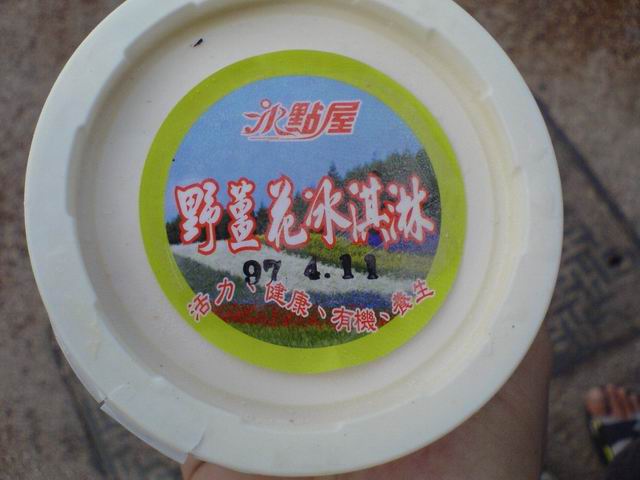 冰點屋
野薑花冰淇淋
97 4.11
活力、健康、有機、養生